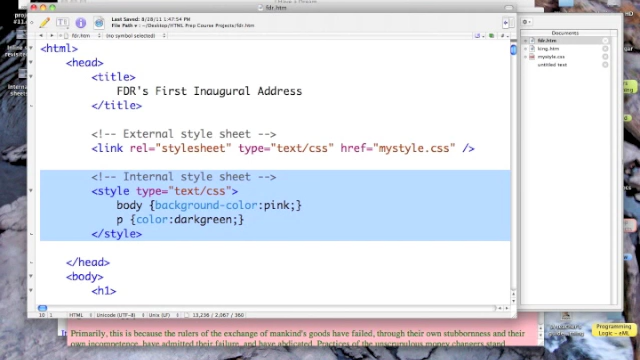 fdr.htm
Last Saved: 8/28/11 1:47:54 PM
File Path: ~/Desktop/HTML Prep Course Projects/fdr.htm
fdr.htm (no symbol selected)
<html>
<head>
<title>
FDR's First Inaugural Address
</title>
<!-- External style sheet -->
<link rel="stylesheet" type="text/css" href="mystyle.css" />
<!-- Internal style sheet -->
<style type="text/css">
body {background-color:pink;}
p {color:darkgreen;}
</style>
</head>
<body>
<h1>
HTML Unicode (UTF-8) Unix (LF)
Documents
fdr.htm
king.htm
mystyle.css
untitled text
Primarily, this is because the rulers of the exchange of mankind's goods have failed, through their own stubbornness and their
own incompetence, have admitted their failure, and have abdicated. Practices of the unscrupulous money changers stand
Programming
Logic - XML